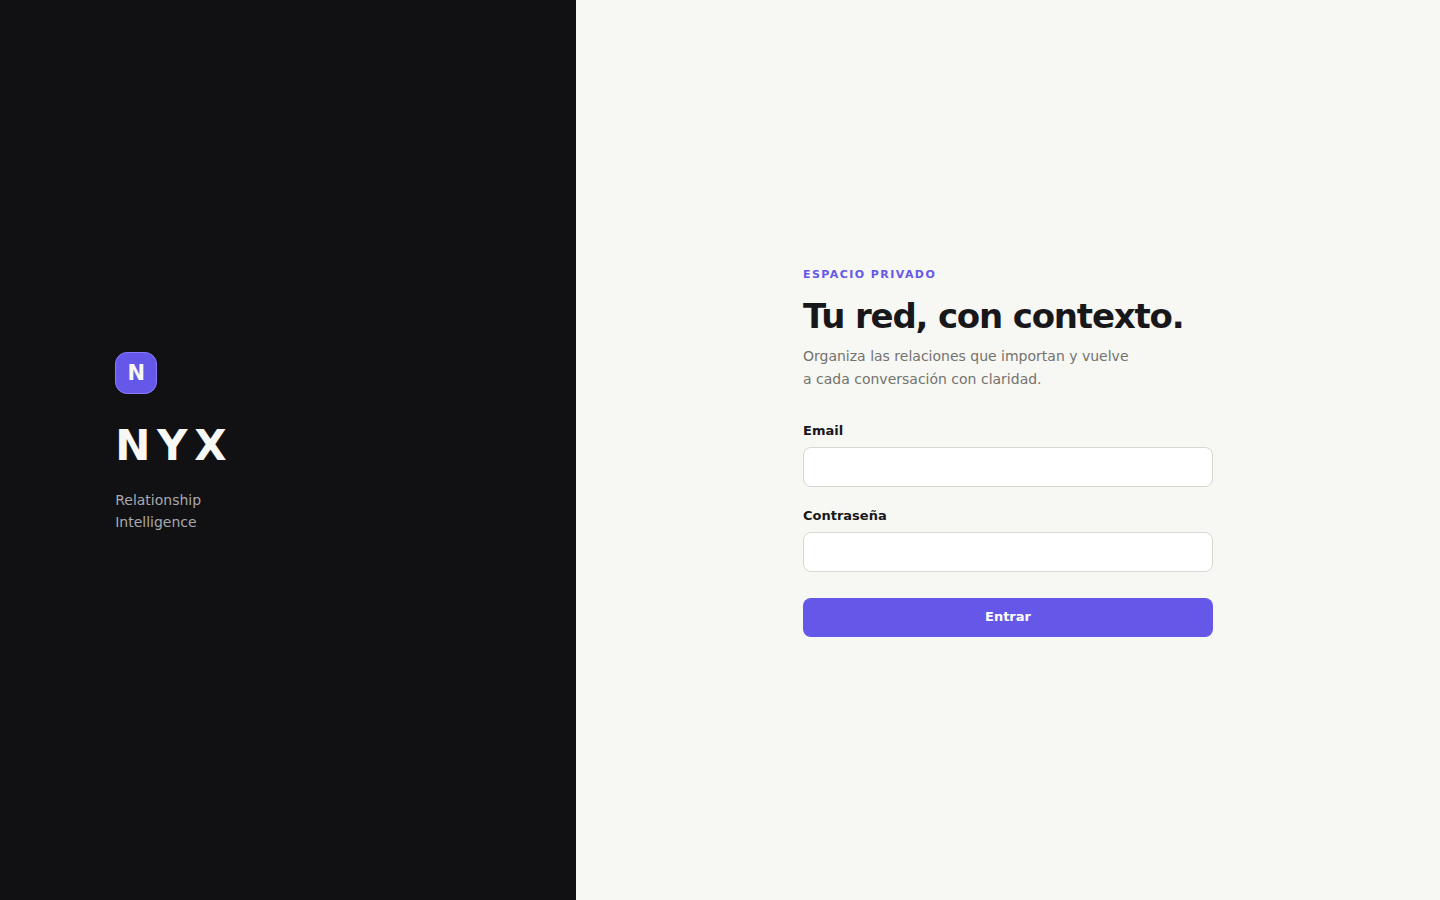 N
NYX
Relationship
Intelligence
ESPACIO PRIVADO
Tu red, con contexto.
Organiza las relaciones que importan y vuelve
a cada conversación con claridad.
Email
Contraseña
Entrar